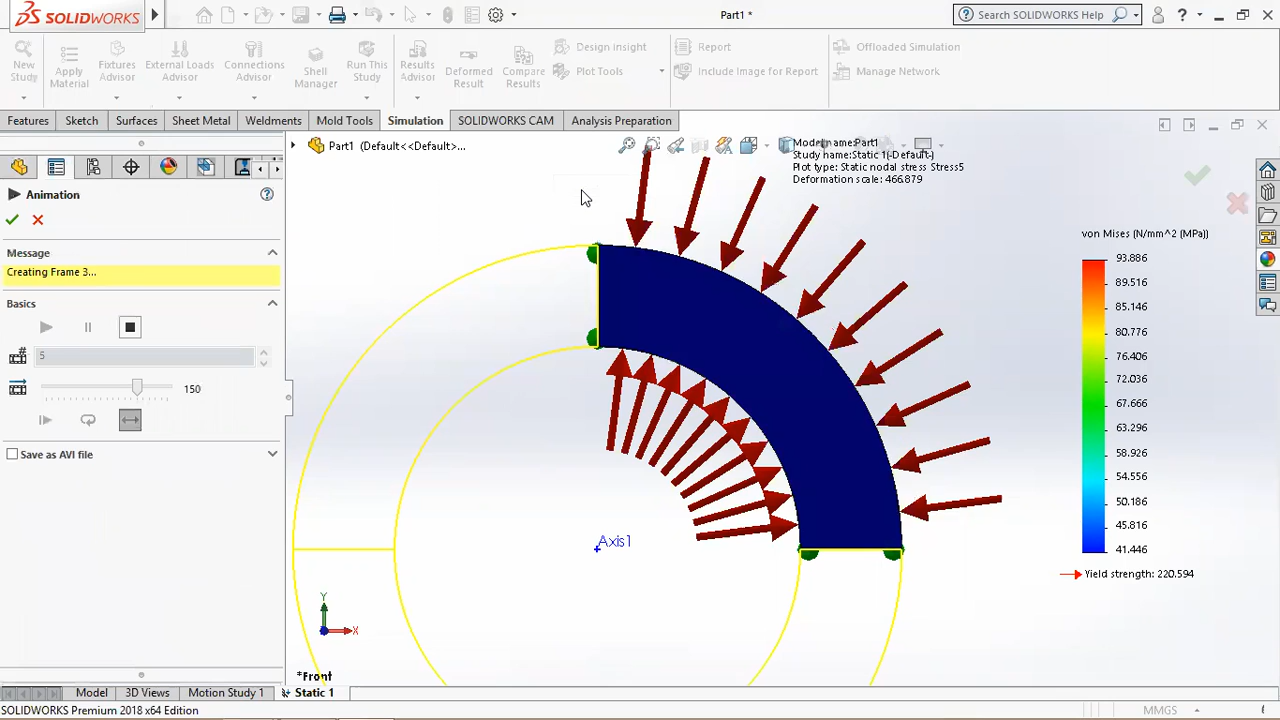 SOLIDWORKS
Part1 *
Search SOLIDWORKS Help
?
New Study
Apply Material
Fixtures Advisor
External Loads Advisor
Connections Advisor
Shell Manager
Run This Study
Results Advisor
Deformed Result
Compare Results
Design Insight
Plot Tools
Report
Include Image for Report
Offloaded Simulation
Manage Network
Features
Sketch
Surfaces
Sheet Metal
Weldments
Mold Tools
Simulation
SOLIDWORKS CAM
Analysis Preparation
Part1 (Default<<Default>...
Model name:Part1
Study name:Static 1(-Default-)
Plot type: Static nodal stress Stress5
Deformation scale: 466.879
Animation
?
Message
Creating Frame 3...
Basics
5
150
Save as AVI file
von Mises (N/mm^2 (MPa))
93.886
89.516
85.146
80.776
76.406
72.036
67.666
63.296
58.926
54.556
50.186
45.816
41.446
Yield strength: 220.594
Axis1
Y
X
*Front
Model
3D Views
Motion Study 1
Static 1
SOLIDWORKS Premium 2018 x64 Edition
MMGS